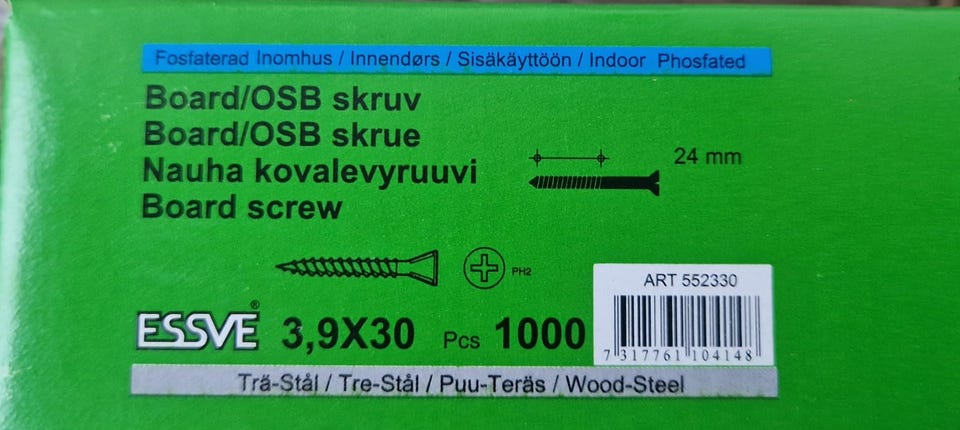 Fosfaterad Inomhus / Innendørs / Sisäkäyttöön / Indoor Phosfated
Board/OSB skruv
Board/OSB skrue
Nauha kovalevyruuvi
Board screw
24 mm
PH2
ART 552330
ESSVE® 3,9X30 Pcs 1000
7 317761 104148
Trä-Stål / Tre-Stål / Puu-Teräs / Wood-Steel